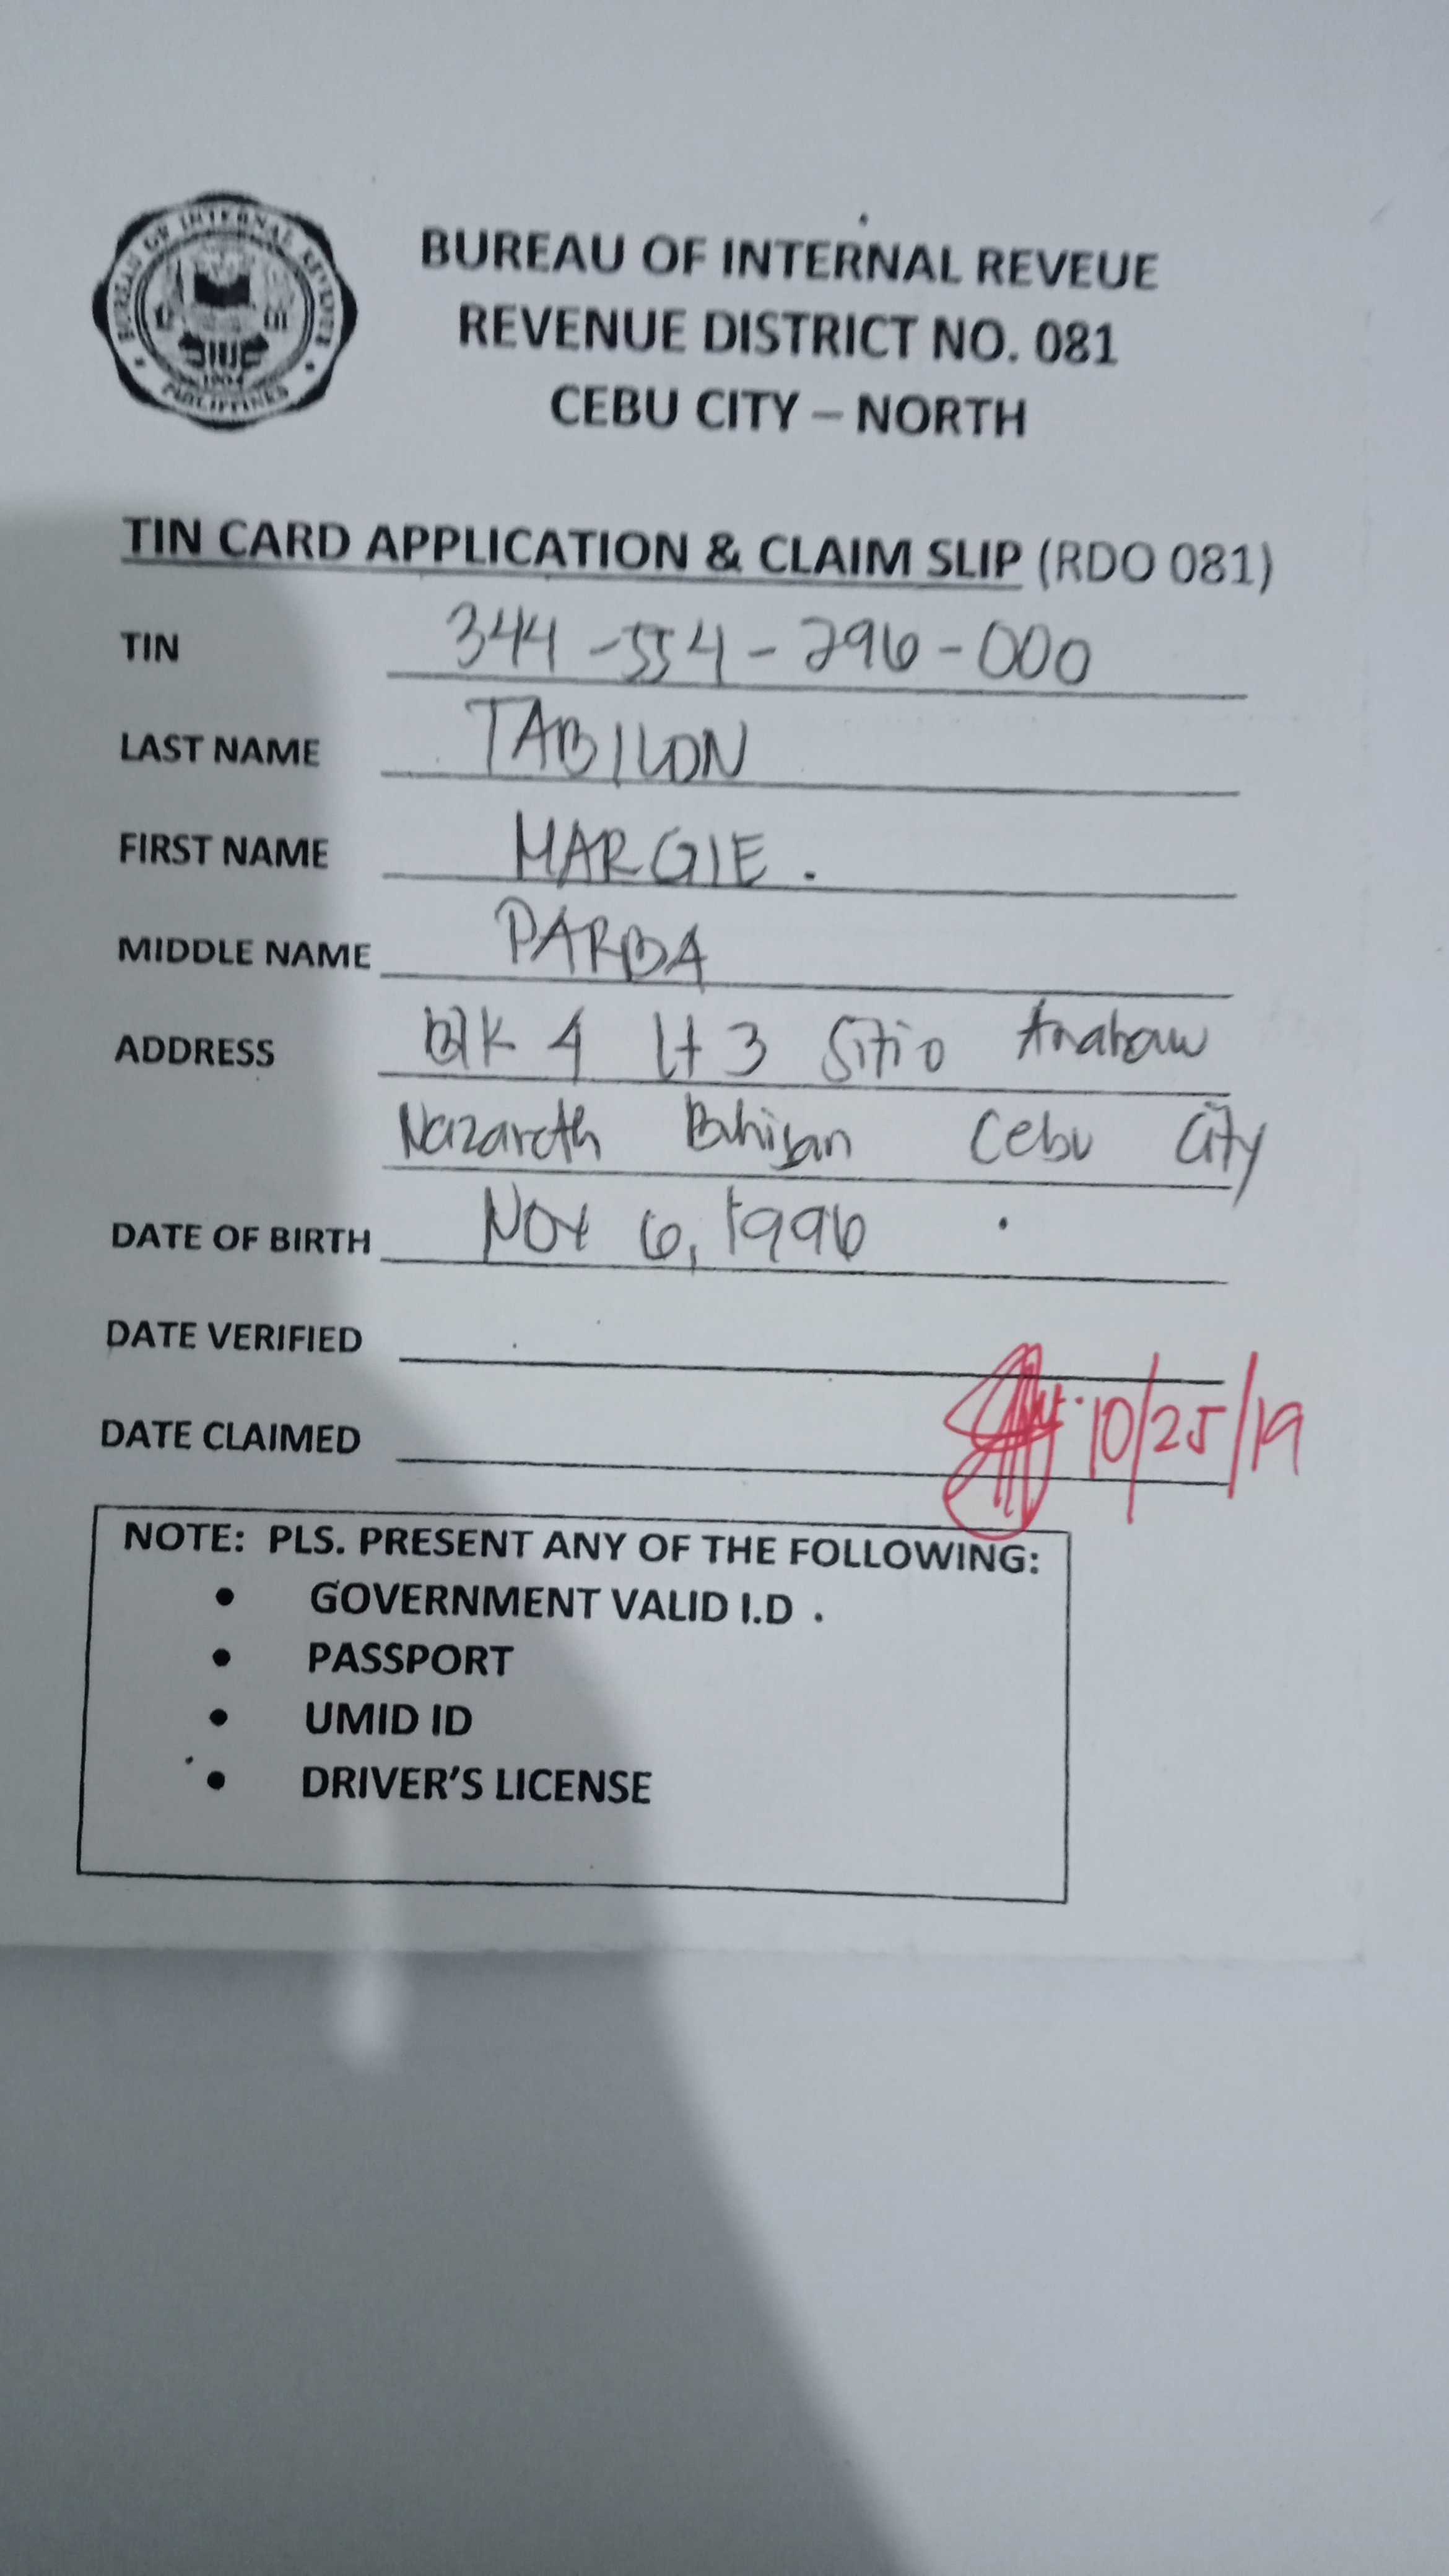 BUREAU OF INTERNAL REVEUE
REVENUE DISTRICT NO. 081
CEBU CITY – NORTH
TIN CARD APPLICATION & CLAIM SLIP (RDO 081)
TIN 344-554-296-000
LAST NAME TABILON
FIRST NAME MARGIE.
MIDDLE NAME PARBA
ADDRESS Blk 4 Lt 3 Sitio Anahaw
Nazareth Buhisan Cebu City
DATE OF BIRTH NOV 6, 1996
DATE VERIFIED
DATE CLAIMED 10/25/19
NOTE: PLS. PRESENT ANY OF THE FOLLOWING:
• GOVERNMENT VALID I.D .
• PASSPORT
• UMID ID
• DRIVER'S LICENSE